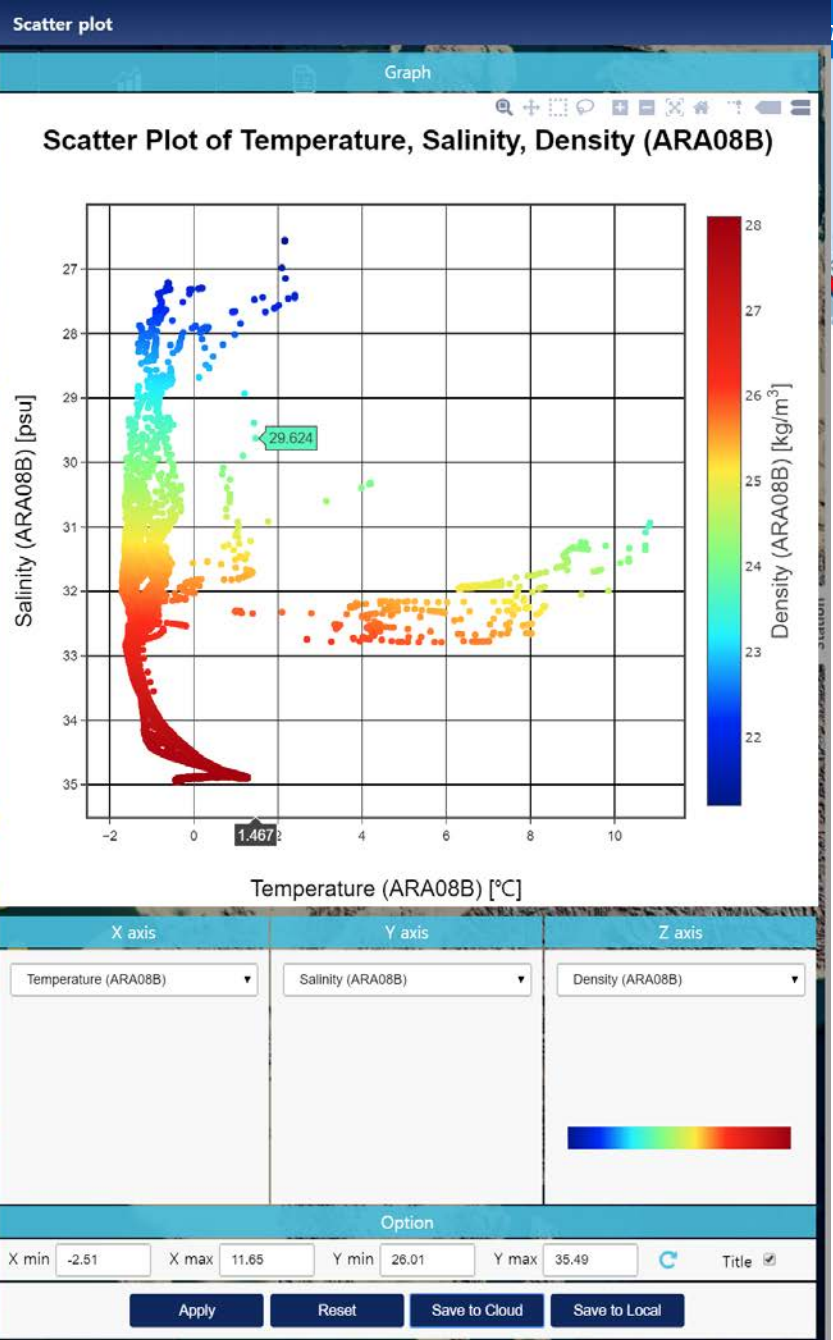 Scatter plot
Graph
Scatter Plot of Temperature, Salinity, Density (ARA08B)
27
28
29
30
31
32
33
34
35
Salinity (ARA08B) [psu]
29.624
−2
0
1.467
2
4
6
8
10
Temperature (ARA08B) [℃]
28
27
26
25
24
23
22
Density (ARA08B) [kg/m³]
station
X axis
Y axis
Z axis
Temperature (ARA08B)
Salinity (ARA08B)
Density (ARA08B)
Option
X min -2.51 X max 11.65 Y min 26.01 Y max 35.49 Title
Apply Reset Save to Cloud Save to Local